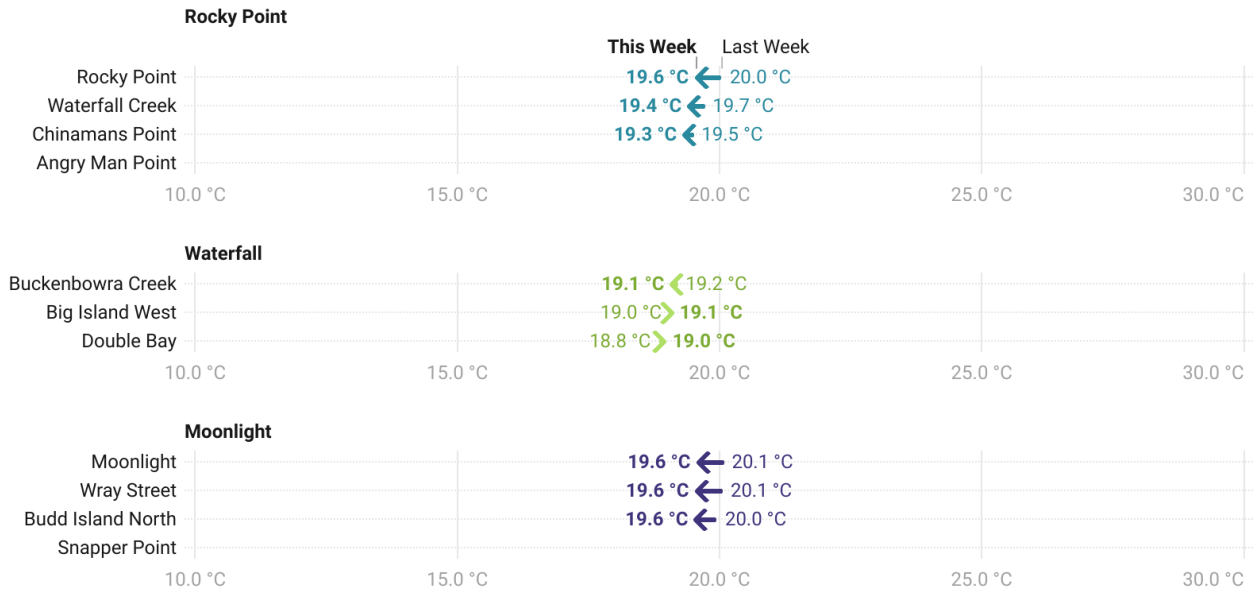 Rocky Point
This Week Last Week
Rocky Point 19.6 °C 20.0 °C
Waterfall Creek 19.4 °C 19.7 °C
Chinamans Point 19.3 °C 19.5 °C
Angry Man Point
10.0 °C 15.0 °C 20.0 °C 25.0 °C 30.0 °C
Waterfall
Buckenbowra Creek 19.1 °C 19.2 °C
Big Island West 19.0 °C 19.1 °C
Double Bay 18.8 °C 19.0 °C
10.0 °C 15.0 °C 20.0 °C 25.0 °C 30.0 °C
Moonlight
Moonlight 19.6 °C 20.1 °C
Wray Street 19.6 °C 20.1 °C
Budd Island North 19.6 °C 20.0 °C
Snapper Point
10.0 °C 15.0 °C 20.0 °C 25.0 °C 30.0 °C